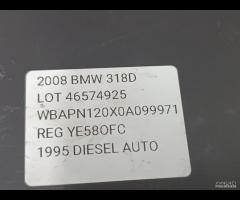 2008 BMW 318D
LOT 46574925
WBAPN120X0A099971
REG YE58OFC
1995 DIESEL AUTO